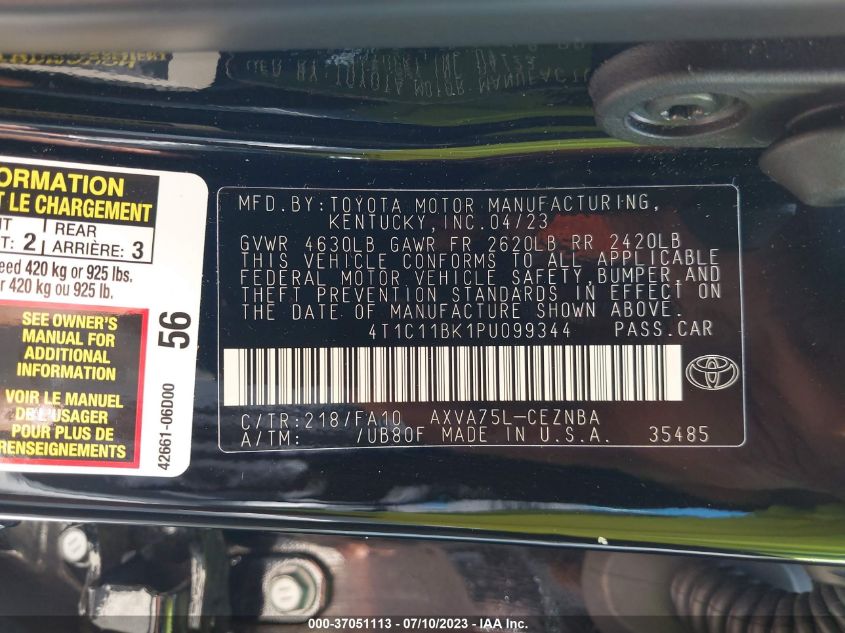 ORMATION
T LE CHARGEMENT
NT
T: 2
REAR
ARRIÈRE: 3
eed 420 kg or 925 lbs.
r 420 kg ou 925 lb.
SEE OWNER'S
MANUAL FOR
ADDITIONAL
INFORMATION
VOIR LE MANUEL
DE L'USAGER
POUR PLUS DE
RENSEIGNEMENTS
56
42661-06D00
MFD. BY: TOYOTA MOTOR MANUFACTURING,
KENTUCKY, INC. 04/23
GVWR 4630LB GAWR FR 2620LB RR 2420LB
THIS VEHICLE CONFORMS TO ALL APPLICABLE
FEDERAL MOTOR VEHICLE SAFETY, BUMPER, AND
THEFT PREVENTION STANDARDS IN EFFECT ON
THE DATE OF MANUFACTURE SHOWN ABOVE.
4T1C11BK1PU099344 PASS.CAR
C/TR: 218/FA10 AXVA75L-CEZNBA
A/TM: /UB80F MADE IN U.S.A. 35485
000-37051113 - 07/10/2023 - IAA Inc.